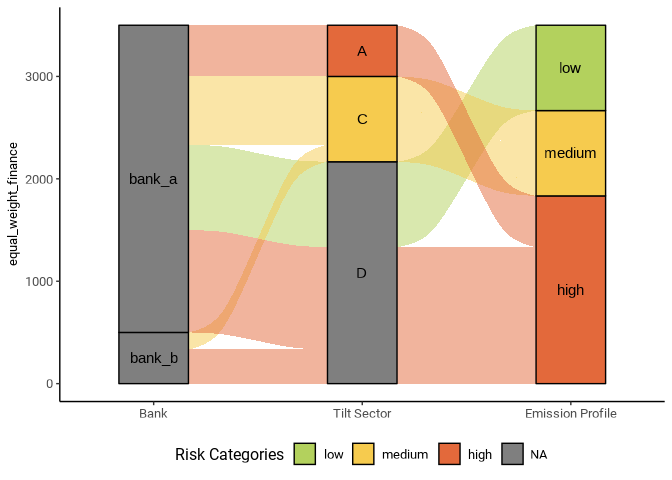 equal_weight_finance
3000
2000
1000
0
bank_a
bank_b
A
C
D
low
medium
high
Bank
Tilt Sector
Emission Profile
Risk Categories low medium high NA